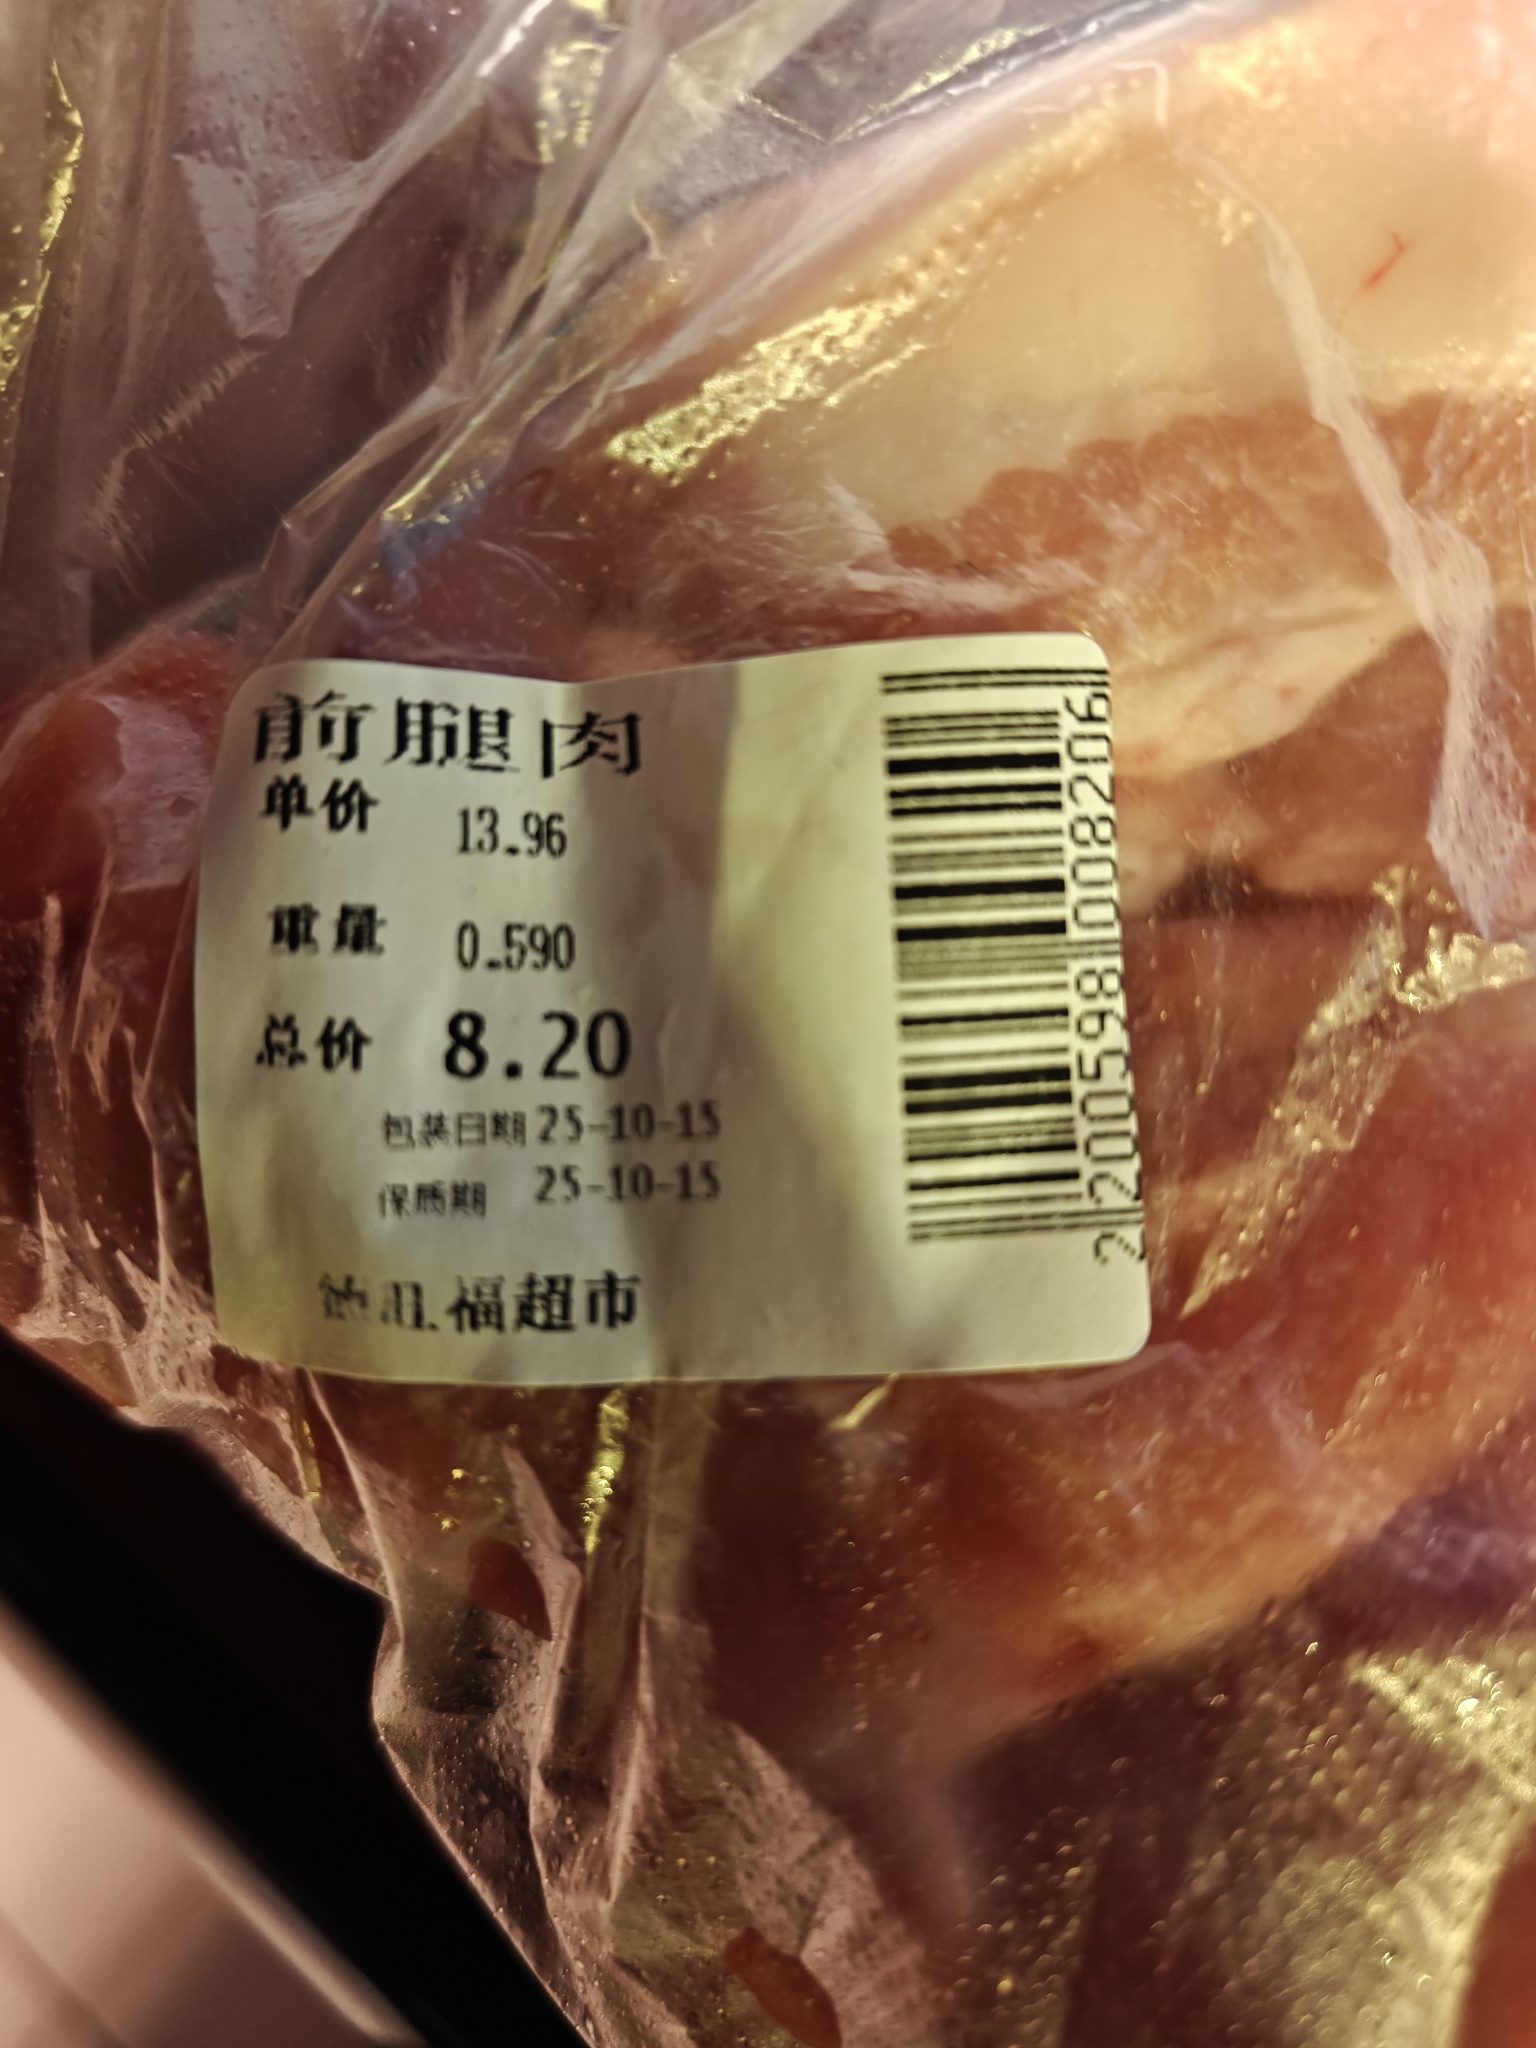 前腿肉
单价 13.96
重量 0.590
总价 8.20
包装日期 25-10-15
保质期 25-10-15
福超市
2200598008206